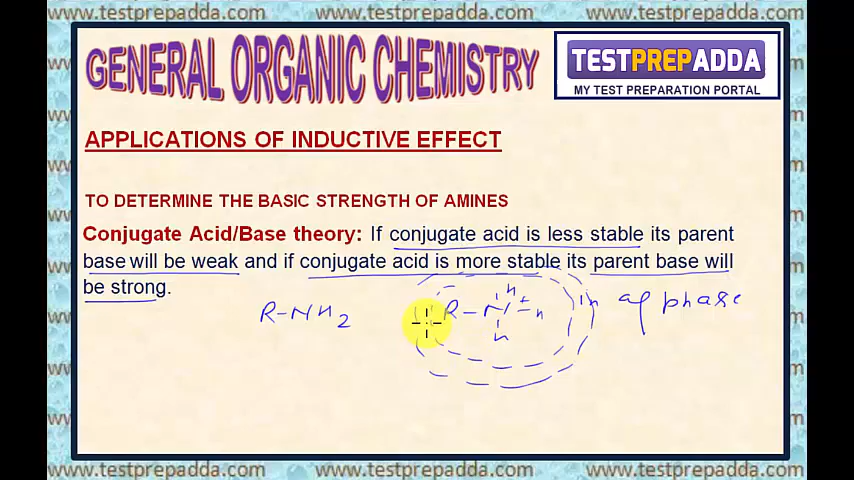 www.testprepadda.com www.testprepadda.com www.testprepadda.com
GENERAL ORGANIC CHEMISTRY
TESTPREPADDA
MY TEST PREPARATION PORTAL
APPLICATIONS OF INDUCTIVE EFFECT
TO DETERMINE THE BASIC STRENGTH OF AMINES
Conjugate Acid/Base theory: If conjugate acid is less stable its parent
base will be weak and if conjugate acid is more stable its parent base will
be strong.
R-NH2 R-N+-H in aq phase
H
H
www.testprepadda.com www.testprepadda.com www.testprepadda.com